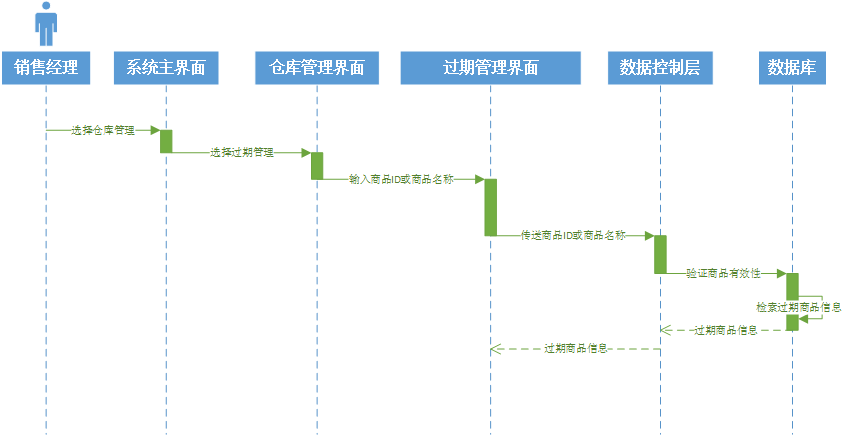 销售经理
系统主界面
仓库管理界面
过期管理界面
数据控制层
数据库
选择仓库管理
选择过期管理
输入商品ID或商品名称
传送商品ID或商品名称
验证商品有效性
检索过期商品信息
过期商品信息
过期商品信息